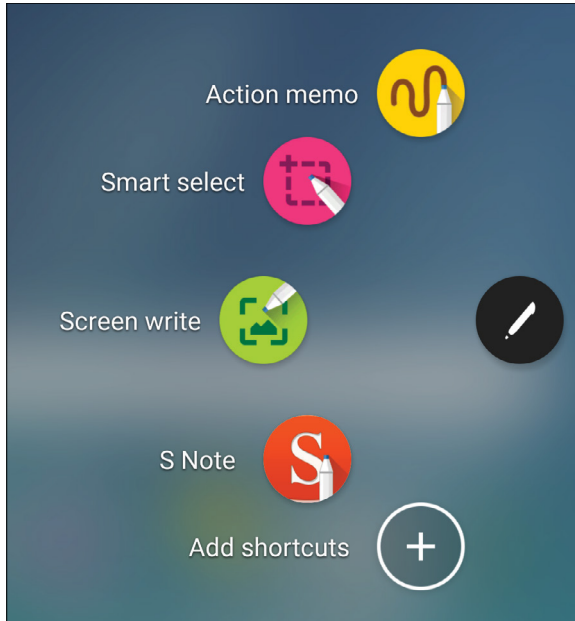 Action memo
Smart select
Screen write
S Note
S
Add shortcuts